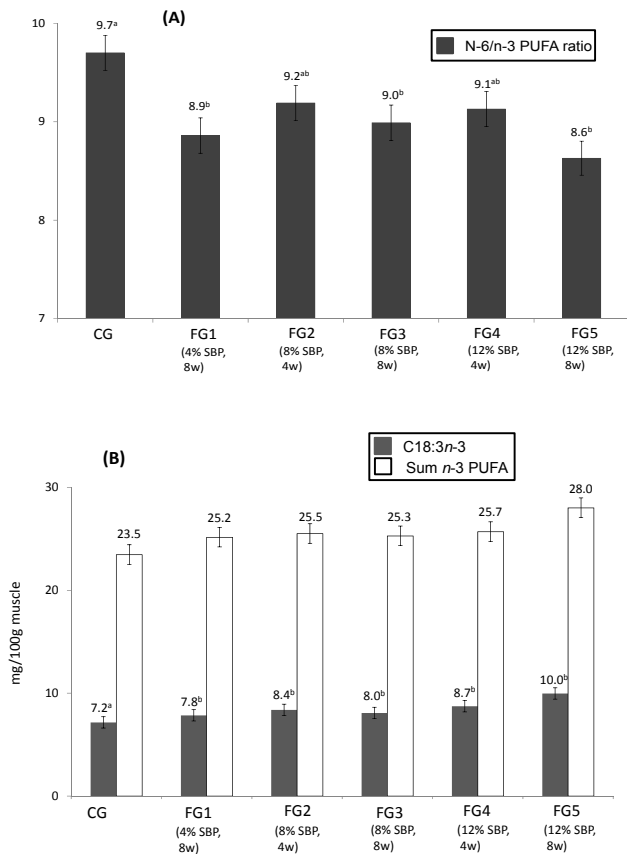 (A)
N-6/n-3 PUFA ratio
10
9
8
7
9.7ᵃ
8.9ᵇ
9.2ᵃᵇ
9.0ᵇ
9.1ᵃᵇ
8.6ᵇ
CG
FG1
(4% SBP,
8w)
FG2
(8% SBP,
4w)
FG3
(8% SBP,
8w)
FG4
(12% SBP,
4w)
FG5
(12% SBP,
8w)
(B)
C18:3n-3
Sum n-3 PUFA
mg/100g muscle
30
20
10
0
7.2ᵃ
23.5
7.8ᵇ
25.2
8.4ᵇ
25.5
8.0ᵇ
25.3
8.7ᵇ
25.7
10.0ᵇ
28.0
CG
FG1
(4% SBP,
8w)
FG2
(8% SBP,
4w)
FG3
(8% SBP,
8w)
FG4
(12% SBP,
4w)
FG5
(12% SBP,
8w)